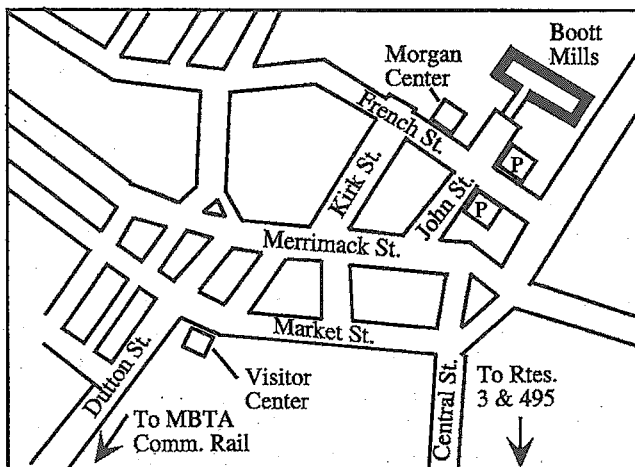 Boott
Mills
Morgan
Center
French St.
P
Kirk St.
John St.
P
Merrimack St.
Market St.
Dutton St.
Visitor
Center
Central St.
To Rtes.
3 & 495
To MBTA
Comm. Rail